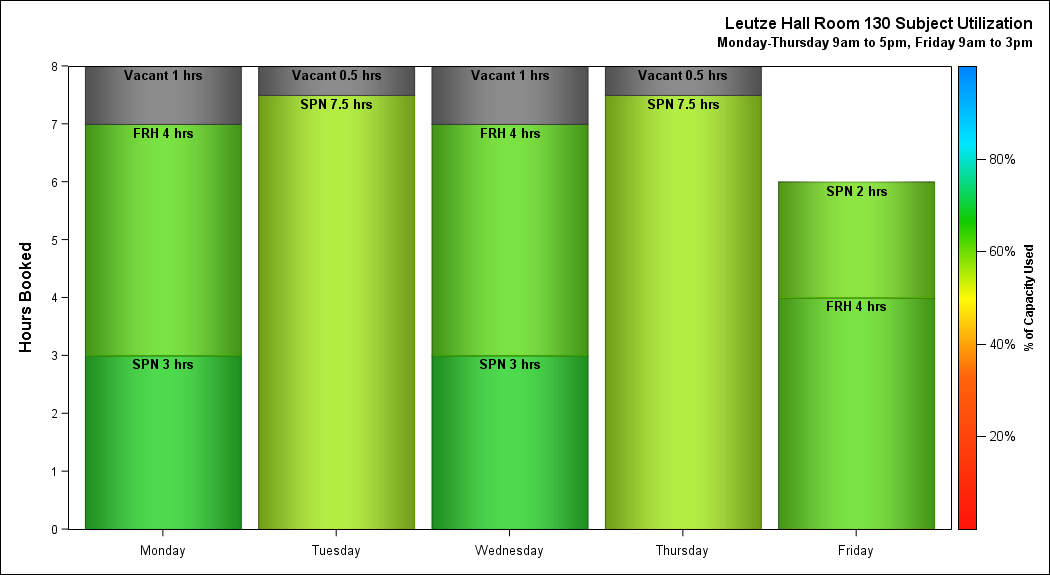 Leutze Hall Room 130 Subject Utilization
Monday-Thursday 9am to 5pm, Friday 9am to 3pm
Hours Booked
8
7
6
5
4
3
2
1
0
Vacant 1 hrs
FRH 4 hrs
SPN 3 hrs
Vacant 0.5 hrs
SPN 7.5 hrs
Vacant 1 hrs
FRH 4 hrs
SPN 3 hrs
Vacant 0.5 hrs
SPN 7.5 hrs
SPN 2 hrs
FRH 4 hrs
Monday
Tuesday
Wednesday
Thursday
Friday
80%
60%
40%
20%
% of Capacity Used